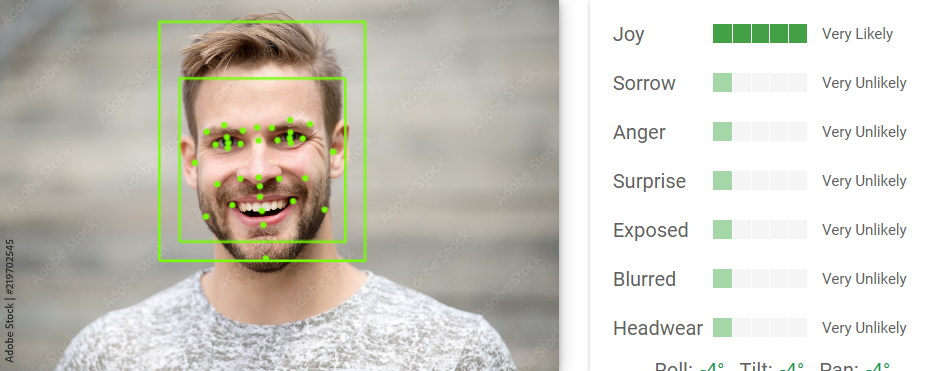 Joy Very Likely
Sorrow Very Unlikely
Anger Very Unlikely
Surprise Very Unlikely
Exposed Very Unlikely
Blurred Very Unlikely
Headwear Very Unlikely
Roll: -4° Tilt: -4° Pan: -4°
Adobe Stock | #219702545